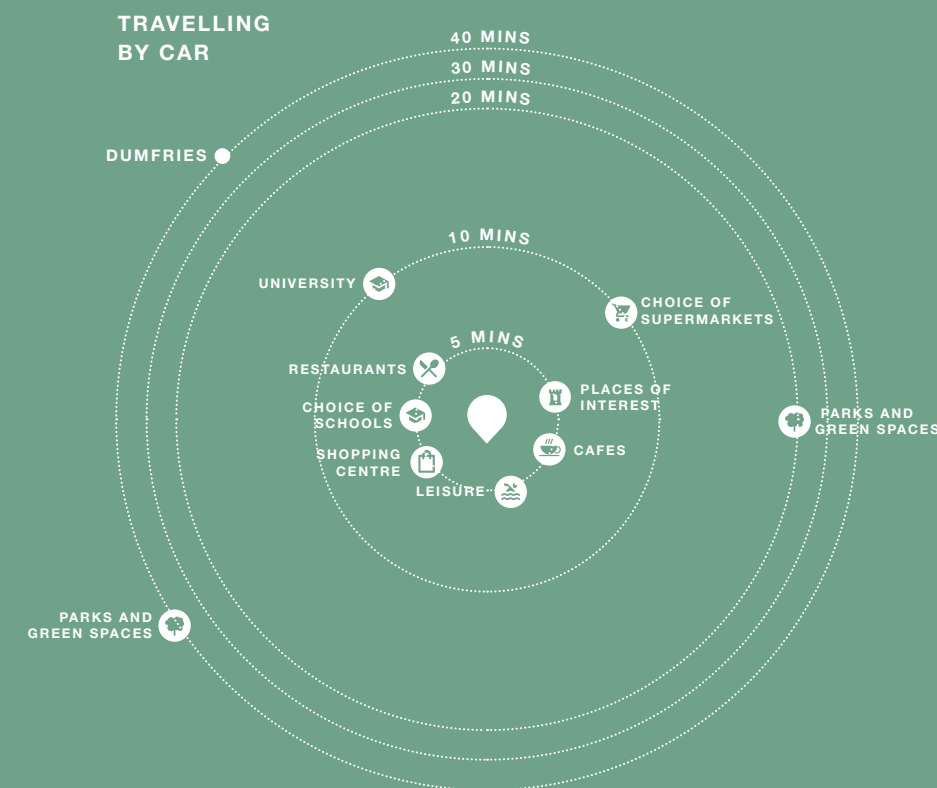 TRAVELLING
BY CAR
40 MINS
30 MINS
20 MINS
DUMFRIES
10 MINS
UNIVERSITY
CHOICE OF
SUPERMARKETS
5 MINS
RESTAURANTS
PLACES OF
INTEREST
CHOICE OF
SCHOOLS
PARKS AND
GREEN SPACES
CAFES
SHOPPING
CENTRE
LEISURE
PARKS AND
GREEN SPACES